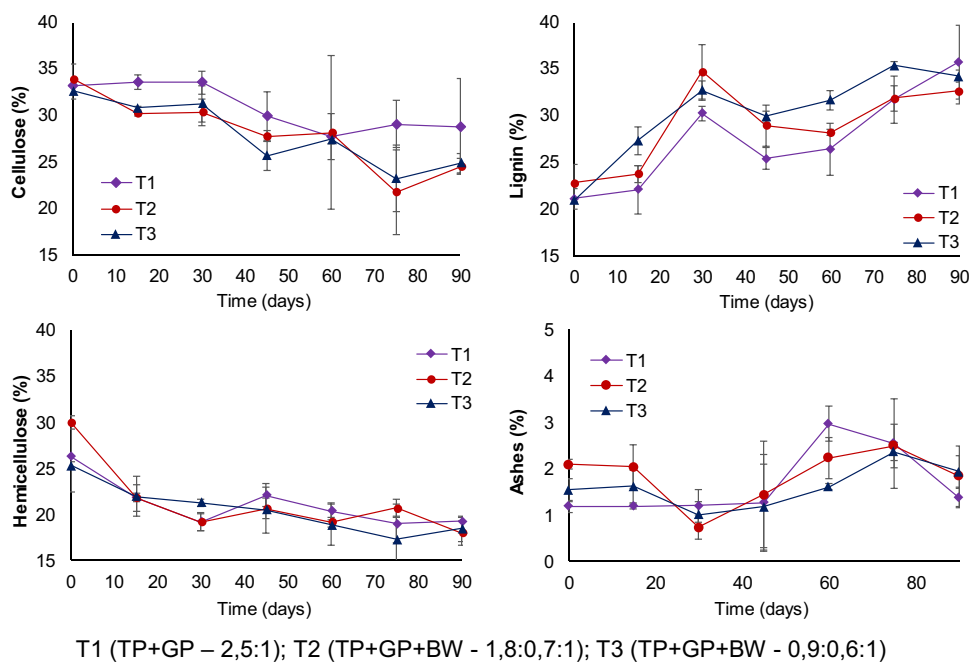 Cellulose (%)
40
35
30
25
20
15
T1
T2
T3
0 10 20 30 40 50 60 70 80 90
Time (days)
Lignin (%)
40
35
30
25
20
15
T1
T2
T3
0 10 20 30 40 50 60 70 80 90
Time (days)
Hemicellulose (%)
40
35
30
25
20
15
T1
T2
T3
0 10 20 30 40 50 60 70 80 90
Time (days)
Ashes (%)
5
4
3
2
1
0
T1
T2
T3
0 20 40 60 80
Time (days)
T1 (TP+GP – 2,5:1); T2 (TP+GP+BW - 1,8:0,7:1); T3 (TP+GP+BW - 0,9:0,6:1)